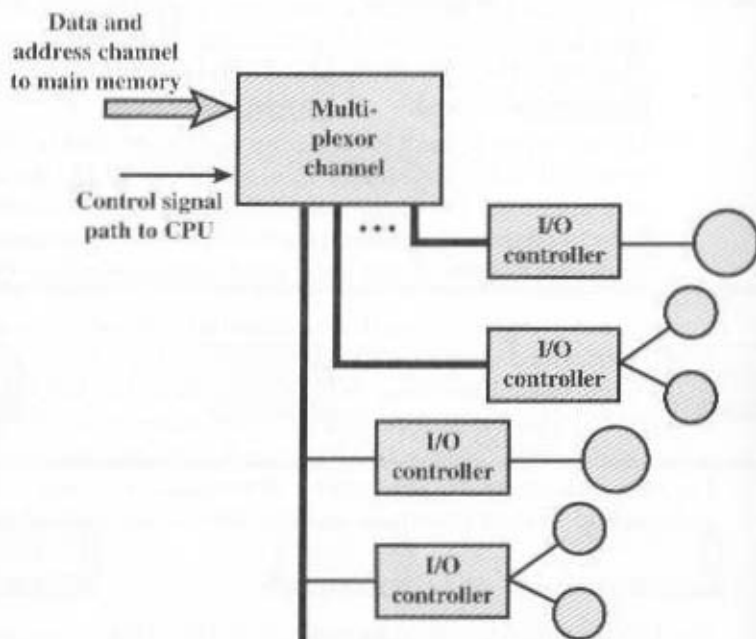 Data and
address channel
to main memory
Multi-
plexor
channel
Control signal
path to CPU
...
I/O
controller
I/O
controller
I/O
controller
I/O
controller